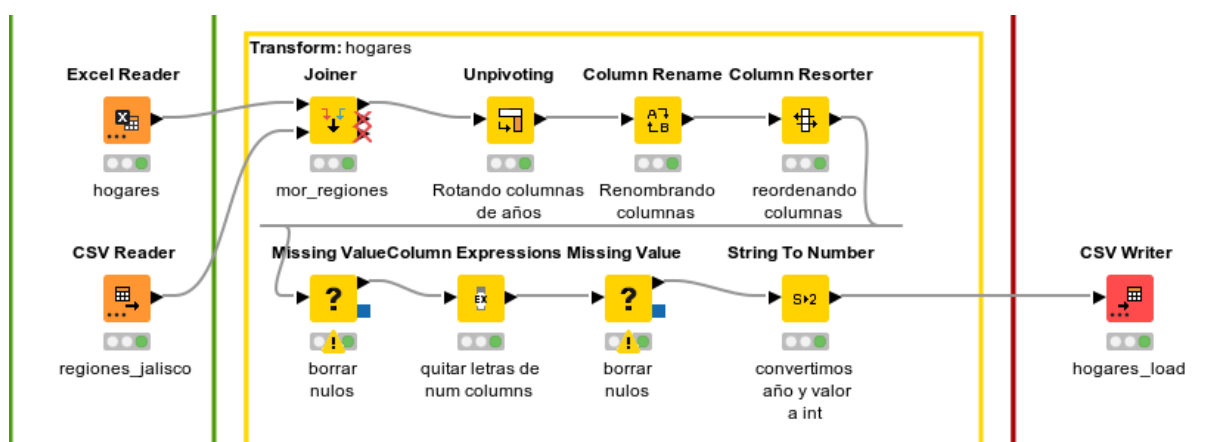 Transform: hogares
Excel Reader
Joiner
Unpivoting
Column Rename
Column Resorter
A
B
hogares
mor_regiones
Rotando columnas
de años
Renombrando
columnas
reordenando
columnas
CSV Reader
Missing Value
Column Expressions
Missing Value
String To Number
CSV Writer
?
EX
?
S▸2
regiones_jalisco
borrar
nulos
quitar letras de
num columns
borrar
nulos
convertimos
año y valor
a int
hogares_load